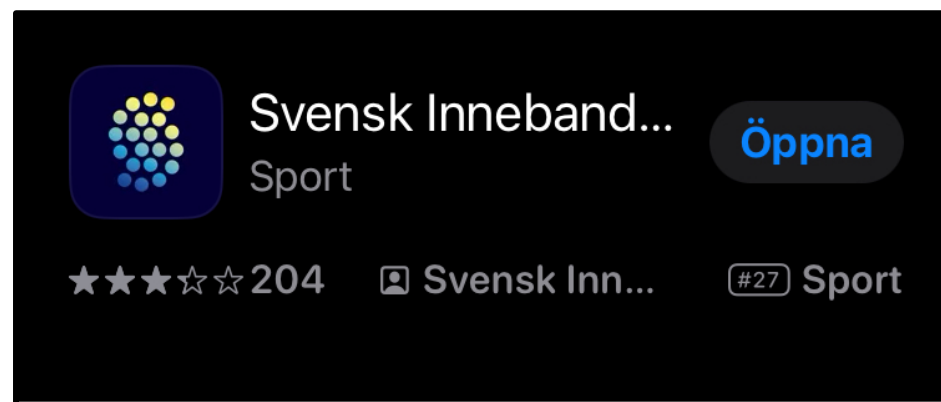 Svensk Inneband...
Sport
Öppna
204
Svensk Inn...
#27 Sport